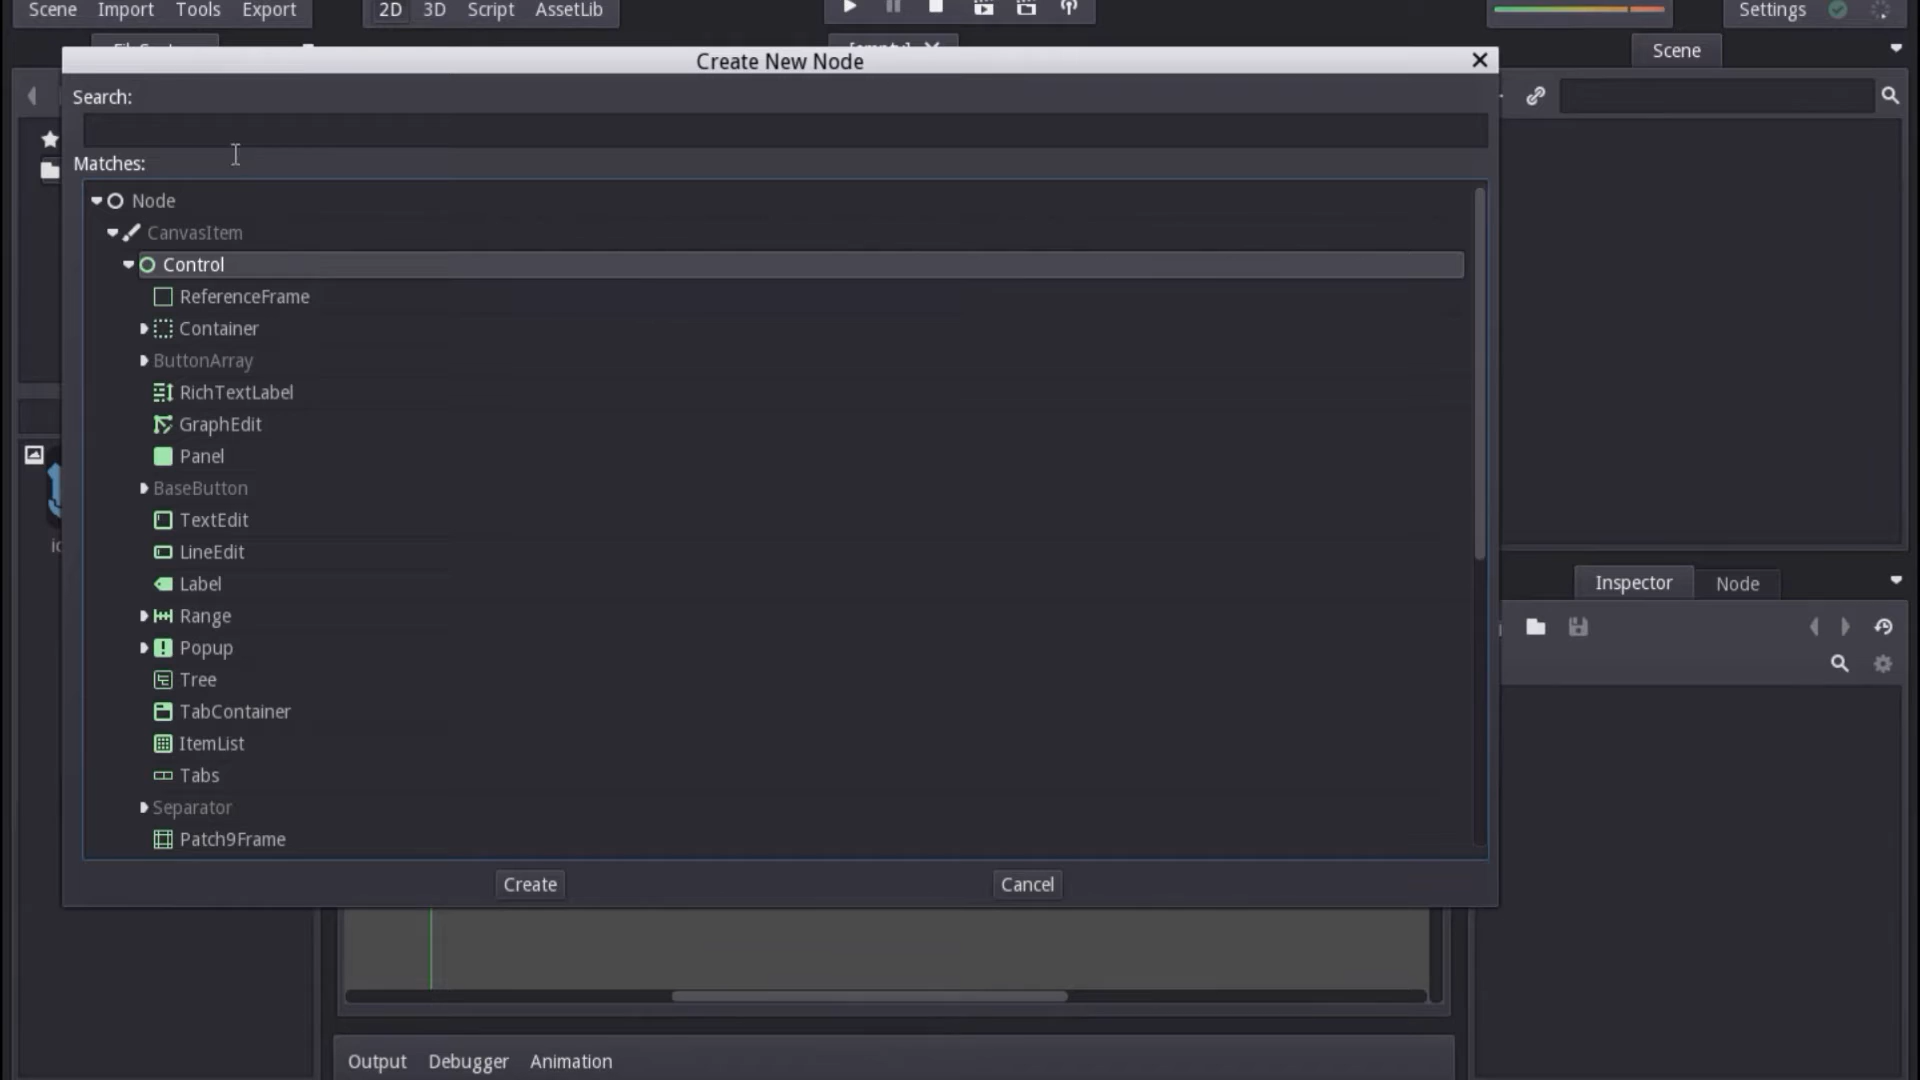 Scene Import Tools Export 2D 3D Script AssetLib Settings
Scene
Create New Node
Search:
Matches:
Node
CanvasItem
Control
ReferenceFrame
Container
ButtonArray
RichTextLabel
GraphEdit
Panel
BaseButton
TextEdit
LineEdit
Label
Range
Popup
Tree
TabContainer
ItemList
Tabs
Separator
Patch9Frame
Create Cancel
Inspector Node
Output Debugger Animation